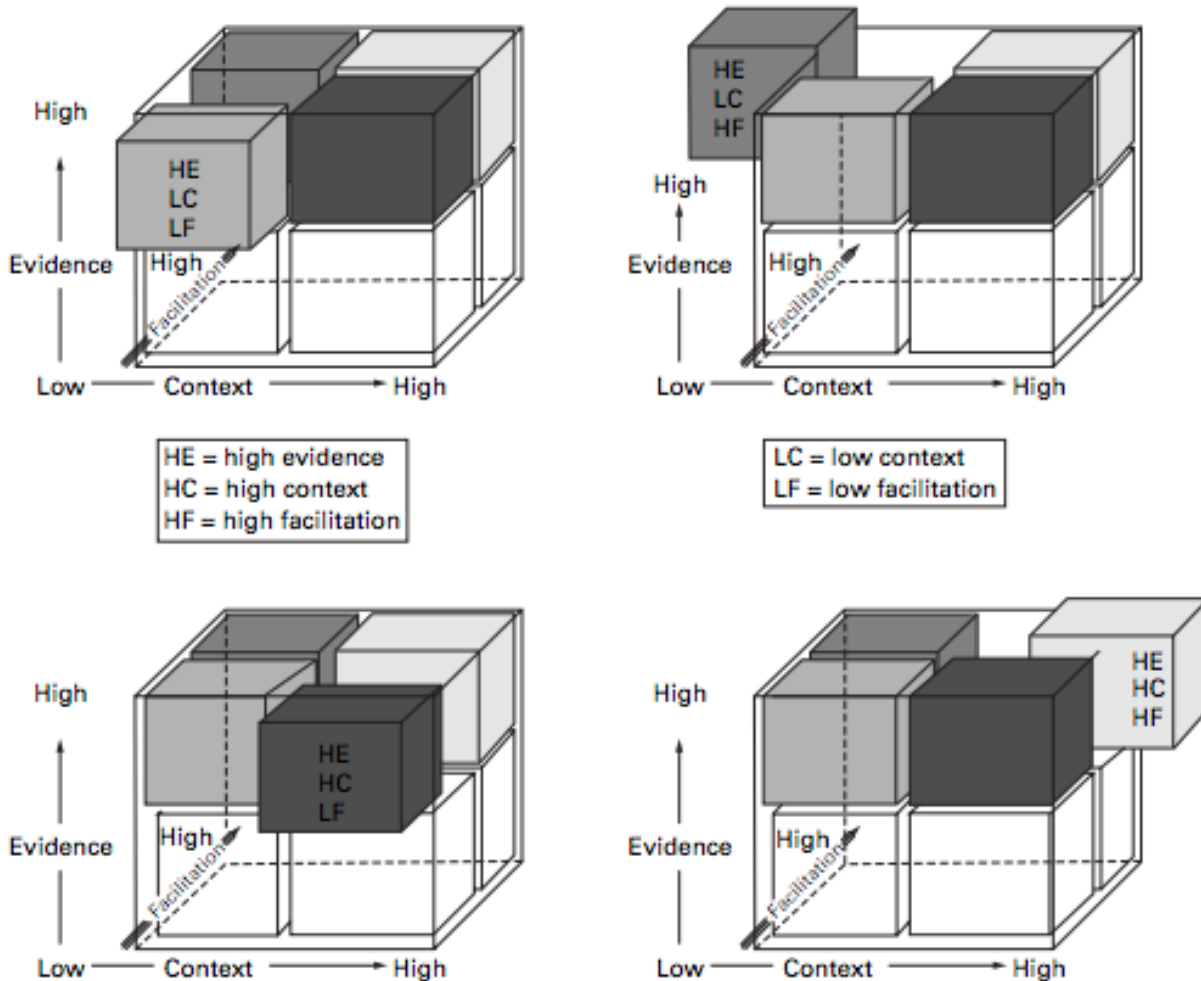 HE
LC
LF
High
Evidence
High
Facilitation
Low
Context
High
HE
LC
HF
High
Evidence
High
Facilitation
Low
Context
High
HE = high evidence
HC = high context
HF = high facilitation
LC = low context
LF = low facilitation
High
HE
HC
LF
Evidence
High
Facilitation
Low
Context
High
HE
HC
HF
High
Evidence
High
Facilitation
Low
Context
High